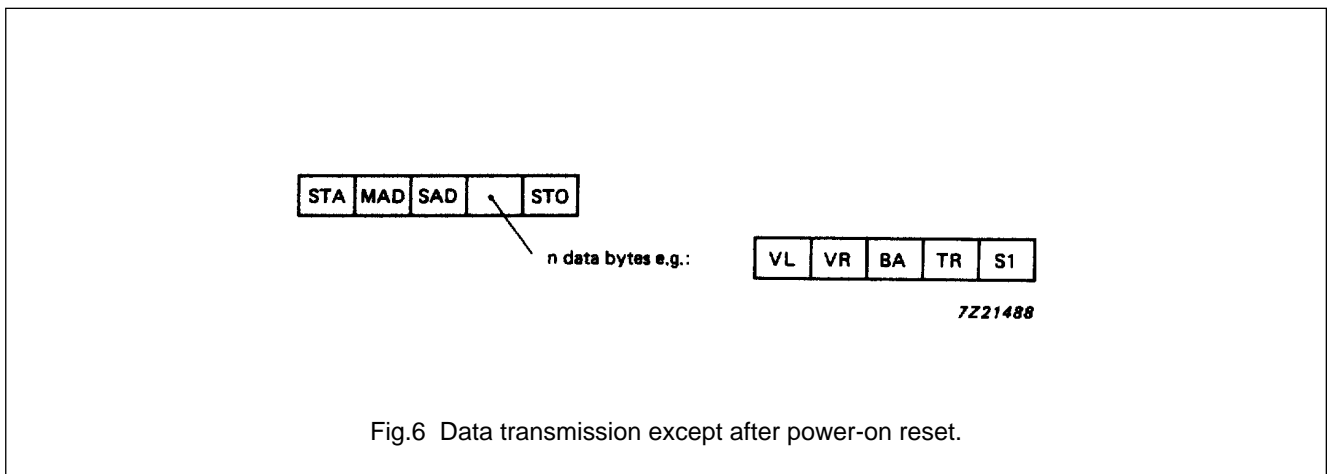 STA MAD SAD STO
n data bytes e.g.: VL VR BA TR S1
7Z21488
Fig.6 Data transmission except after power-on reset.